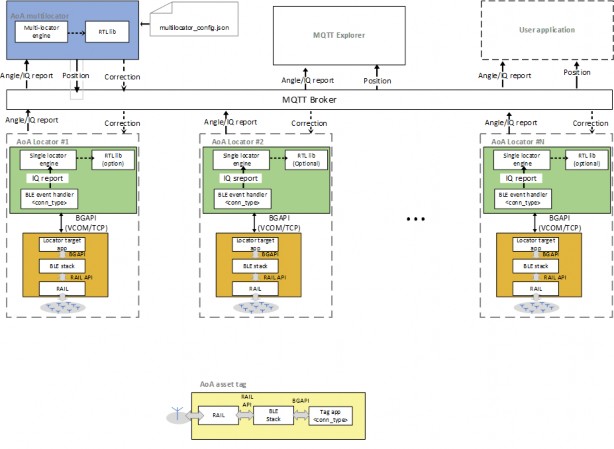 AoA multilocator
Multi-locator
engine
RTL lib
multilocator_config.json
MQTT Explorer
User application
Angle/IQ report
Position
Correction
Angle/IQ report
Position
Angle/IQ report
Position
MQTT Broker
Angle/IQ report
Correction
Angle/IQ report
Correction
Angle/IQ report
Correction
AoA Locator #1
Single locator
engine
RTL lib
(option)
IQ report
BLE event handler
<conn_type>
BGAPI
(VCOM/TCP)
Locator target
app
BGAPI
BLE stack
RAIL API
RAIL
AoA Locator #2
Single locator
engine
RTL lib
(Optional)
IQ sreport
BLE event handler
<conn_type>
BGAPI
(VCOM/TCP)
Locator target
app
BGAPI
BLE stack
RAIL API
RAIL
...
AoA Locator #N
Single locator
engine
RTL lib
(Optional)
IQ report
BLE event handler
<conn_type>
BGAPI
(VCOM/TCP)
Locator target
app
BGAPI
BLE stack
RAIL API
RAIL
AoA asset tag
RAIL
RAIL
API
BLE
Stack
BGAPI
Tag app
<conn_type>